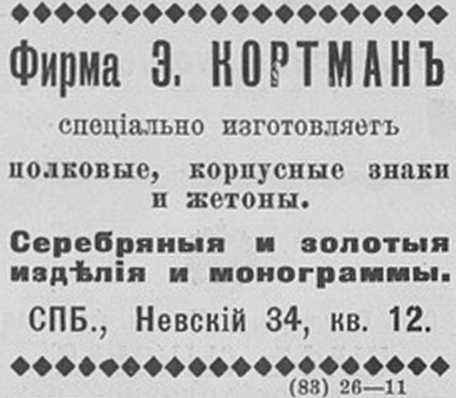 Фирма Э. КОРТМАНЪ
спеціально изготовляетъ
полковые, корпусные знаки
и жетоны.
Серебряныя и золотыя
издѣлія и монограммы.
СПБ., Невскій 34, кв. 12.
(83) 26—11